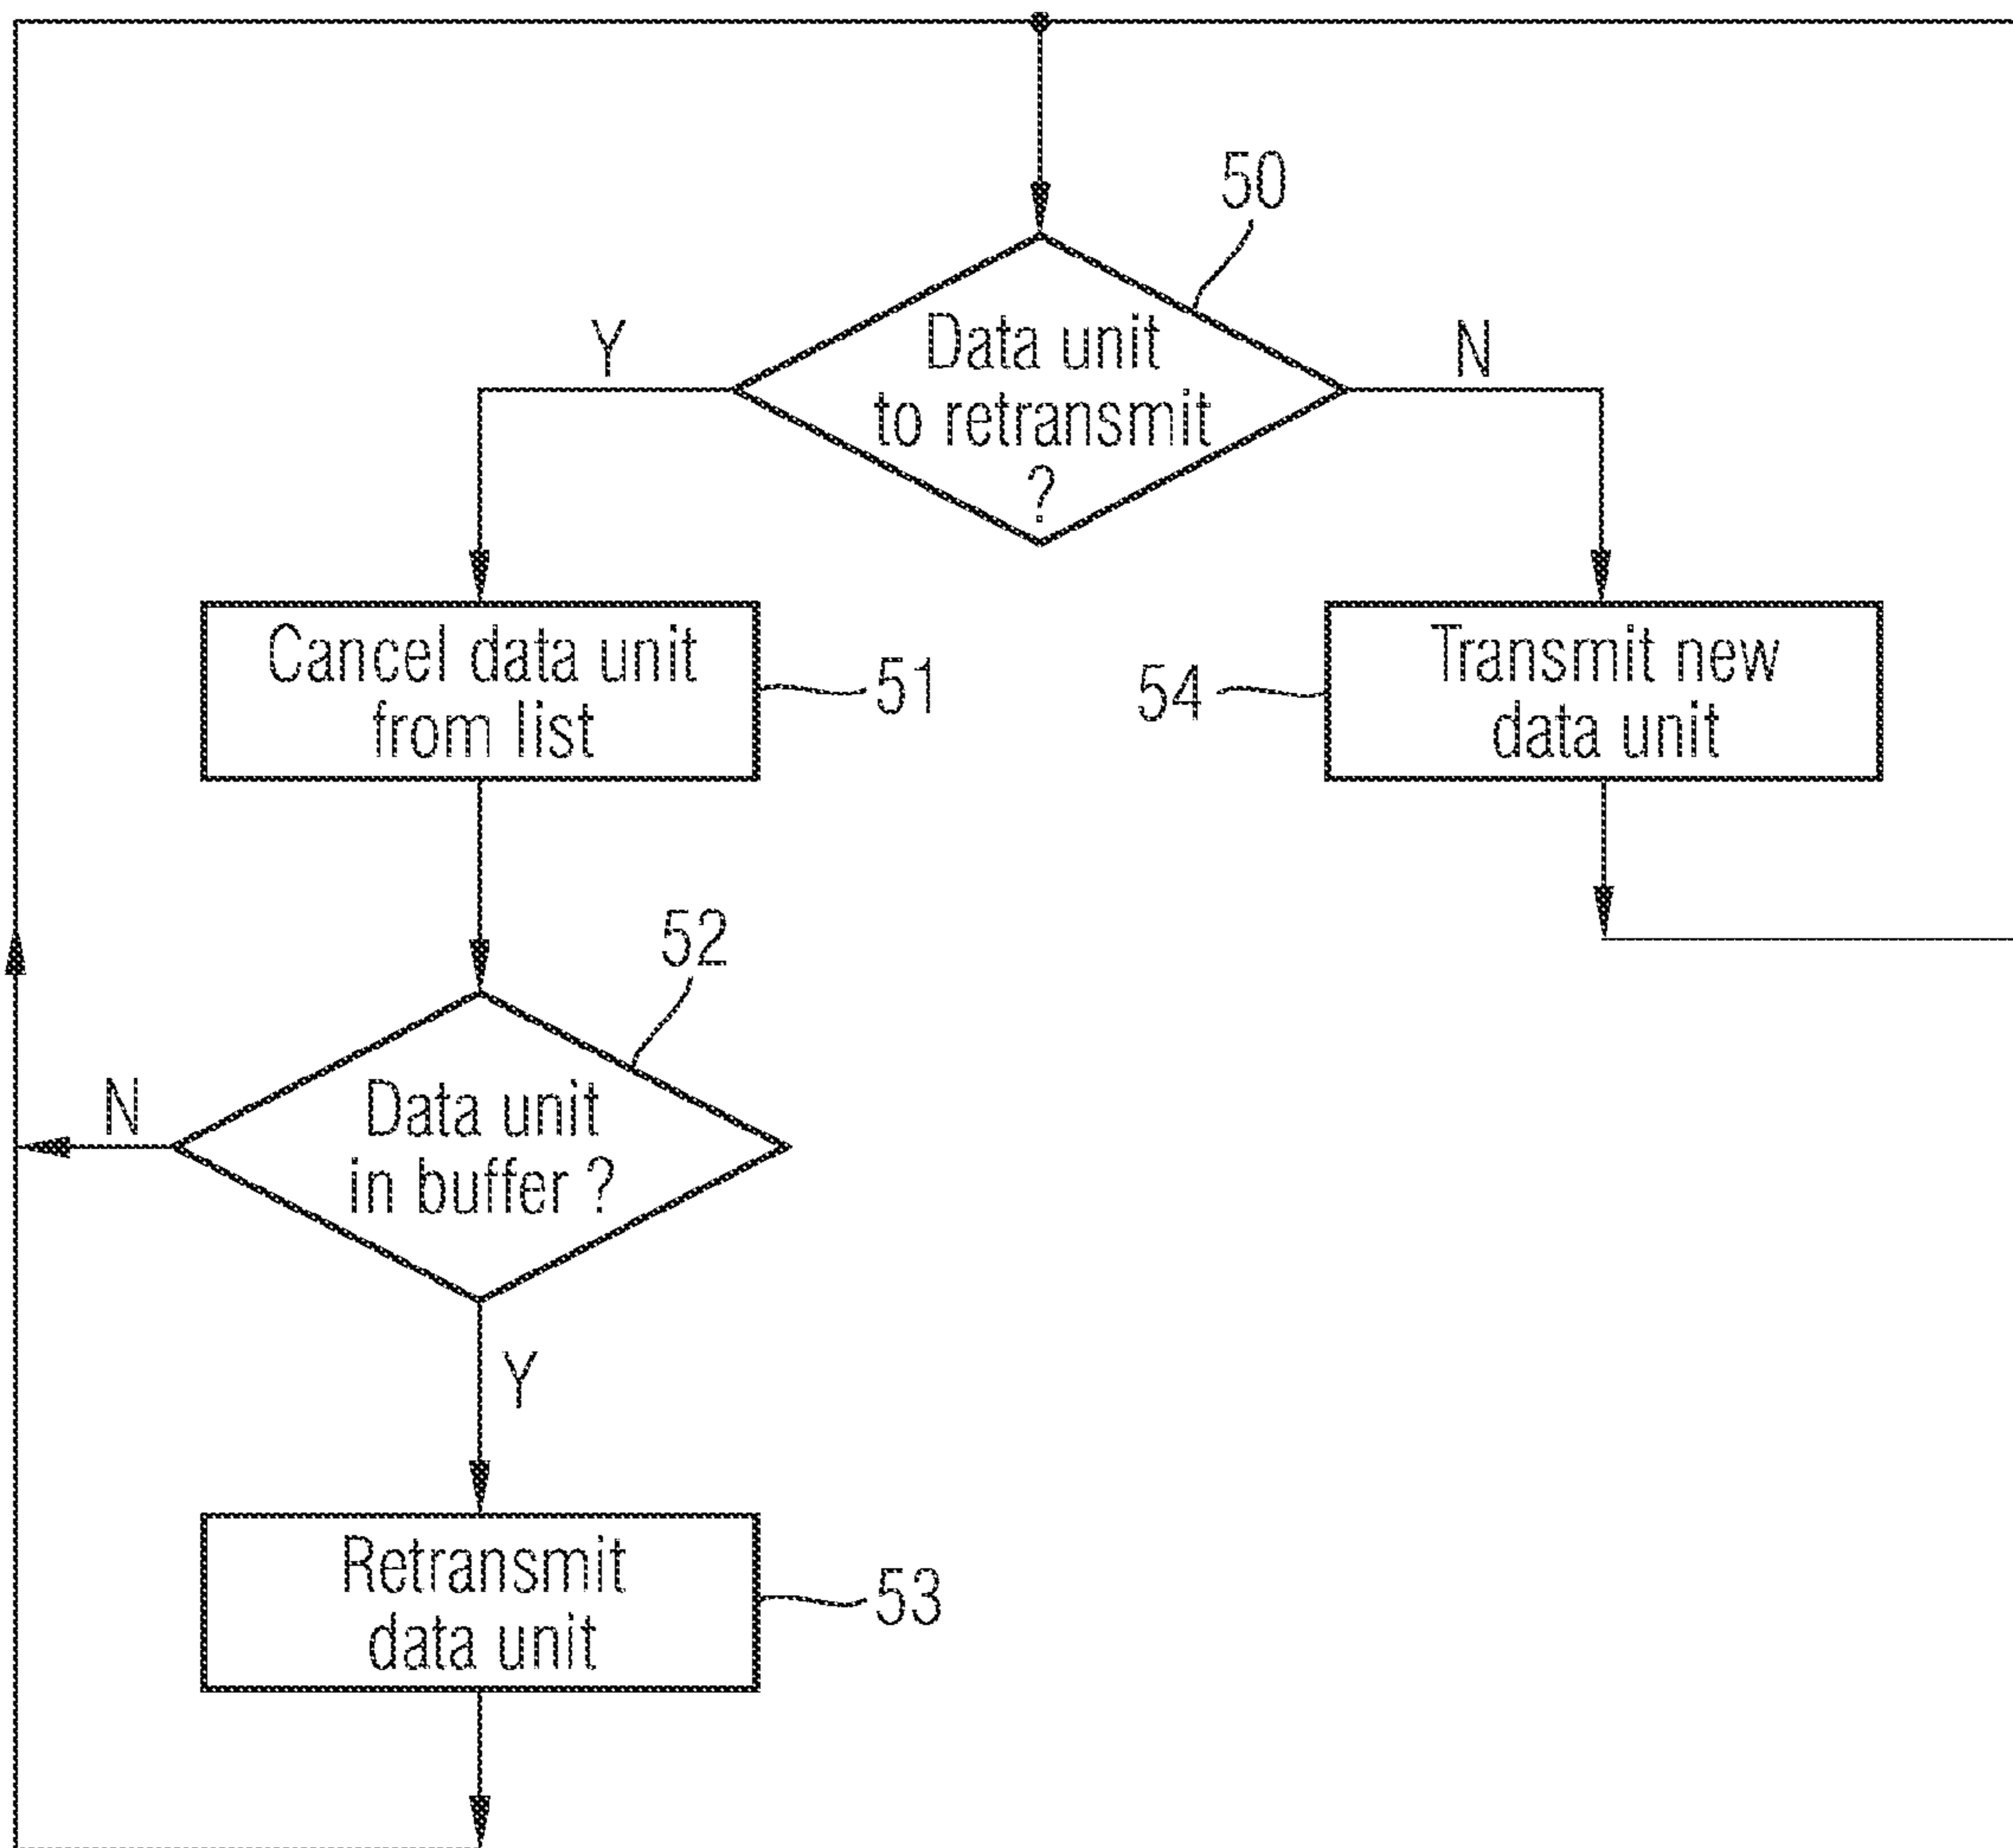 50
Y
Data unit
to retransmit
?
N
Cancel data unit
from list
51
54
Transmit new
data unit
52
N
Data unit
in buffer ?
Y
Retransmit
data unit
53